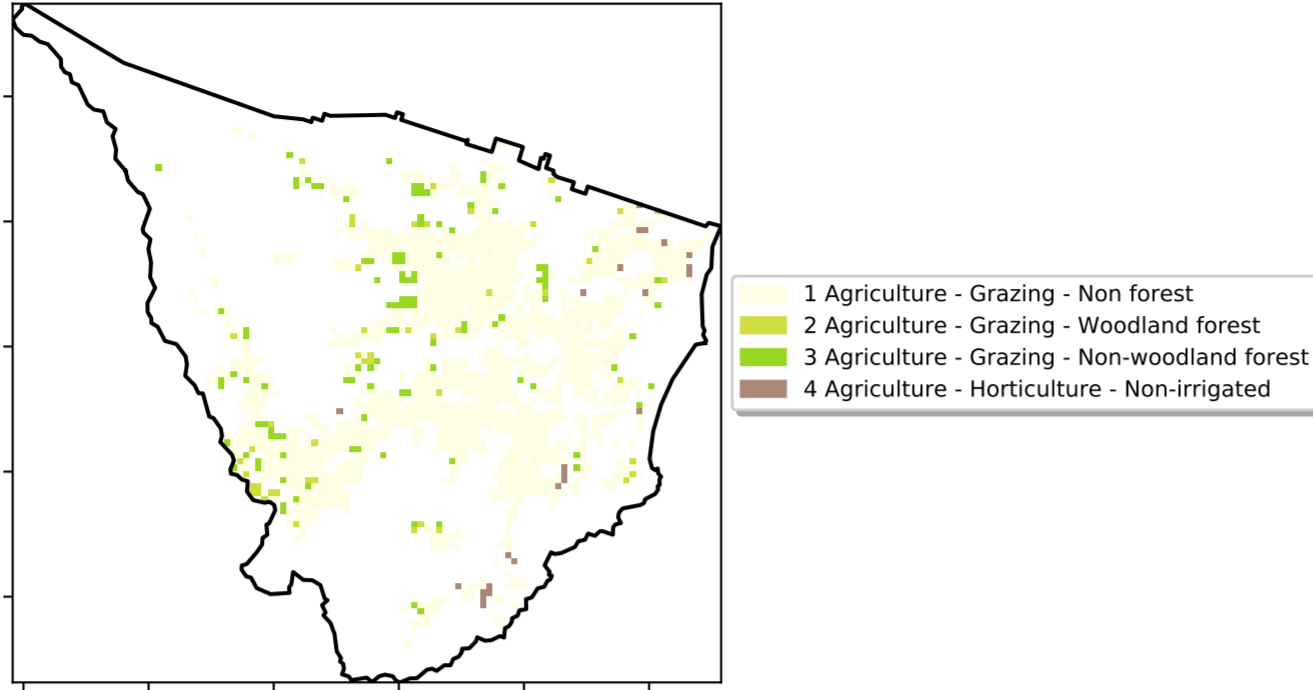 1 Agriculture - Grazing - Non forest
2 Agriculture - Grazing - Woodland forest
3 Agriculture - Grazing - Non-woodland forest
4 Agriculture - Horticulture - Non-irrigated